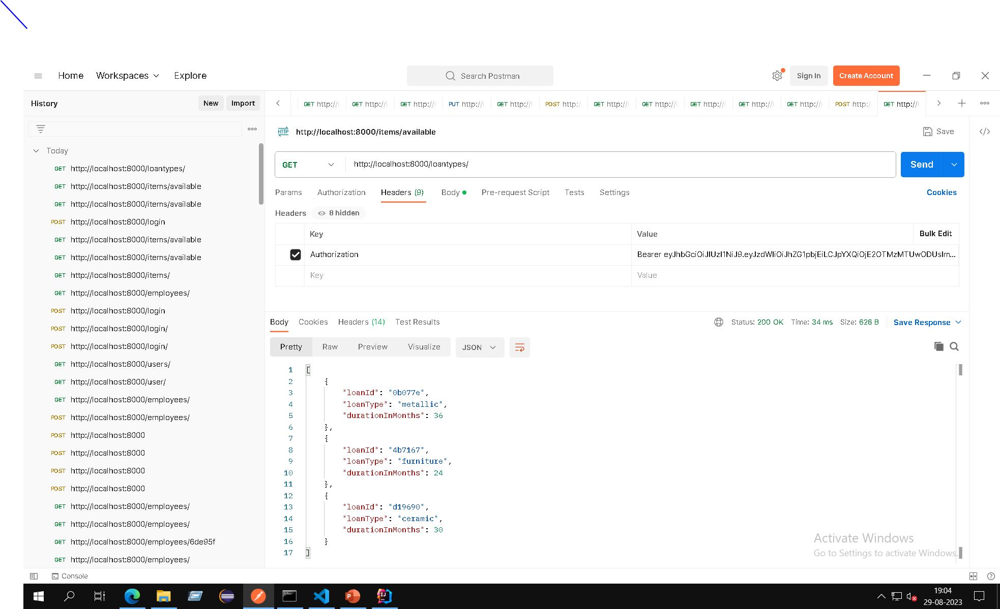 Home Workspaces Explore Search Postman Sign In Create Account
History New Import GET http:// GET http:// GET http:// PUT http:// GET http:// POST http:/ GET http:// GET http:// GET http:// GET http:// GET http:// POST http:/ GET http://
HTTP http://localhost:8000/items/available Save </>
GET http://localhost:8000/loantypes/ Send
Params Authorization Headers (9) Body Pre-request Script Tests Settings Cookies
Headers 8 hidden
Key Value Bulk Edit
Authorization Bearer eyJhbGciOiJIUzI1NiJ9.eyJzdWIiOiJhZG1pbjEiLCJpYXQiOjE2OTMzMTUwODUsIm...
Key Value
Today
GET http://localhost:8000/loantypes/
GET http://localhost:8000/items/available
GET http://localhost:8000/items/available
POST http://localhost:8000/login
GET http://localhost:8000/items/available
GET http://localhost:8000/items/available
GET http://localhost:8000/items/
GET http://localhost:8000/employees/
POST http://localhost:8000/login
POST http://localhost:8000/login/
POST http://localhost:8000/login/
GET http://localhost:8000/users/
GET http://localhost:8000/user/
GET http://localhost:8000/employees/
POST http://localhost:8000/employees/
POST http://localhost:8000
POST http://localhost:8000
POST http://localhost:8000
POST http://localhost:8000
GET http://localhost:8000/employees/
GET http://localhost:8000/employees/
GET http://localhost:8000/employees/6de95f
GET http://localhost:8000/employees/
Body Cookies Headers (14) Test Results Status: 200 OK Time: 34 ms Size: 628 B Save Response
Pretty Raw Preview Visualize JSON
1 [
2 {
3 "loanId": "0b077e",
4 "loanType": "metallic",
5 "durationInMonths": 36
6 },
7 {
8 "loanId": "4b7167",
9 "loanType": "furniture",
10 "durationInMonths": 24
11 },
12 {
13 "loanId": "d19690",
14 "loanType": "ceramic",
15 "durationInMonths": 30
16 }
17 ]
Activate Windows
Go to Settings to activate Windows.
Console
19:04
29-08-2023